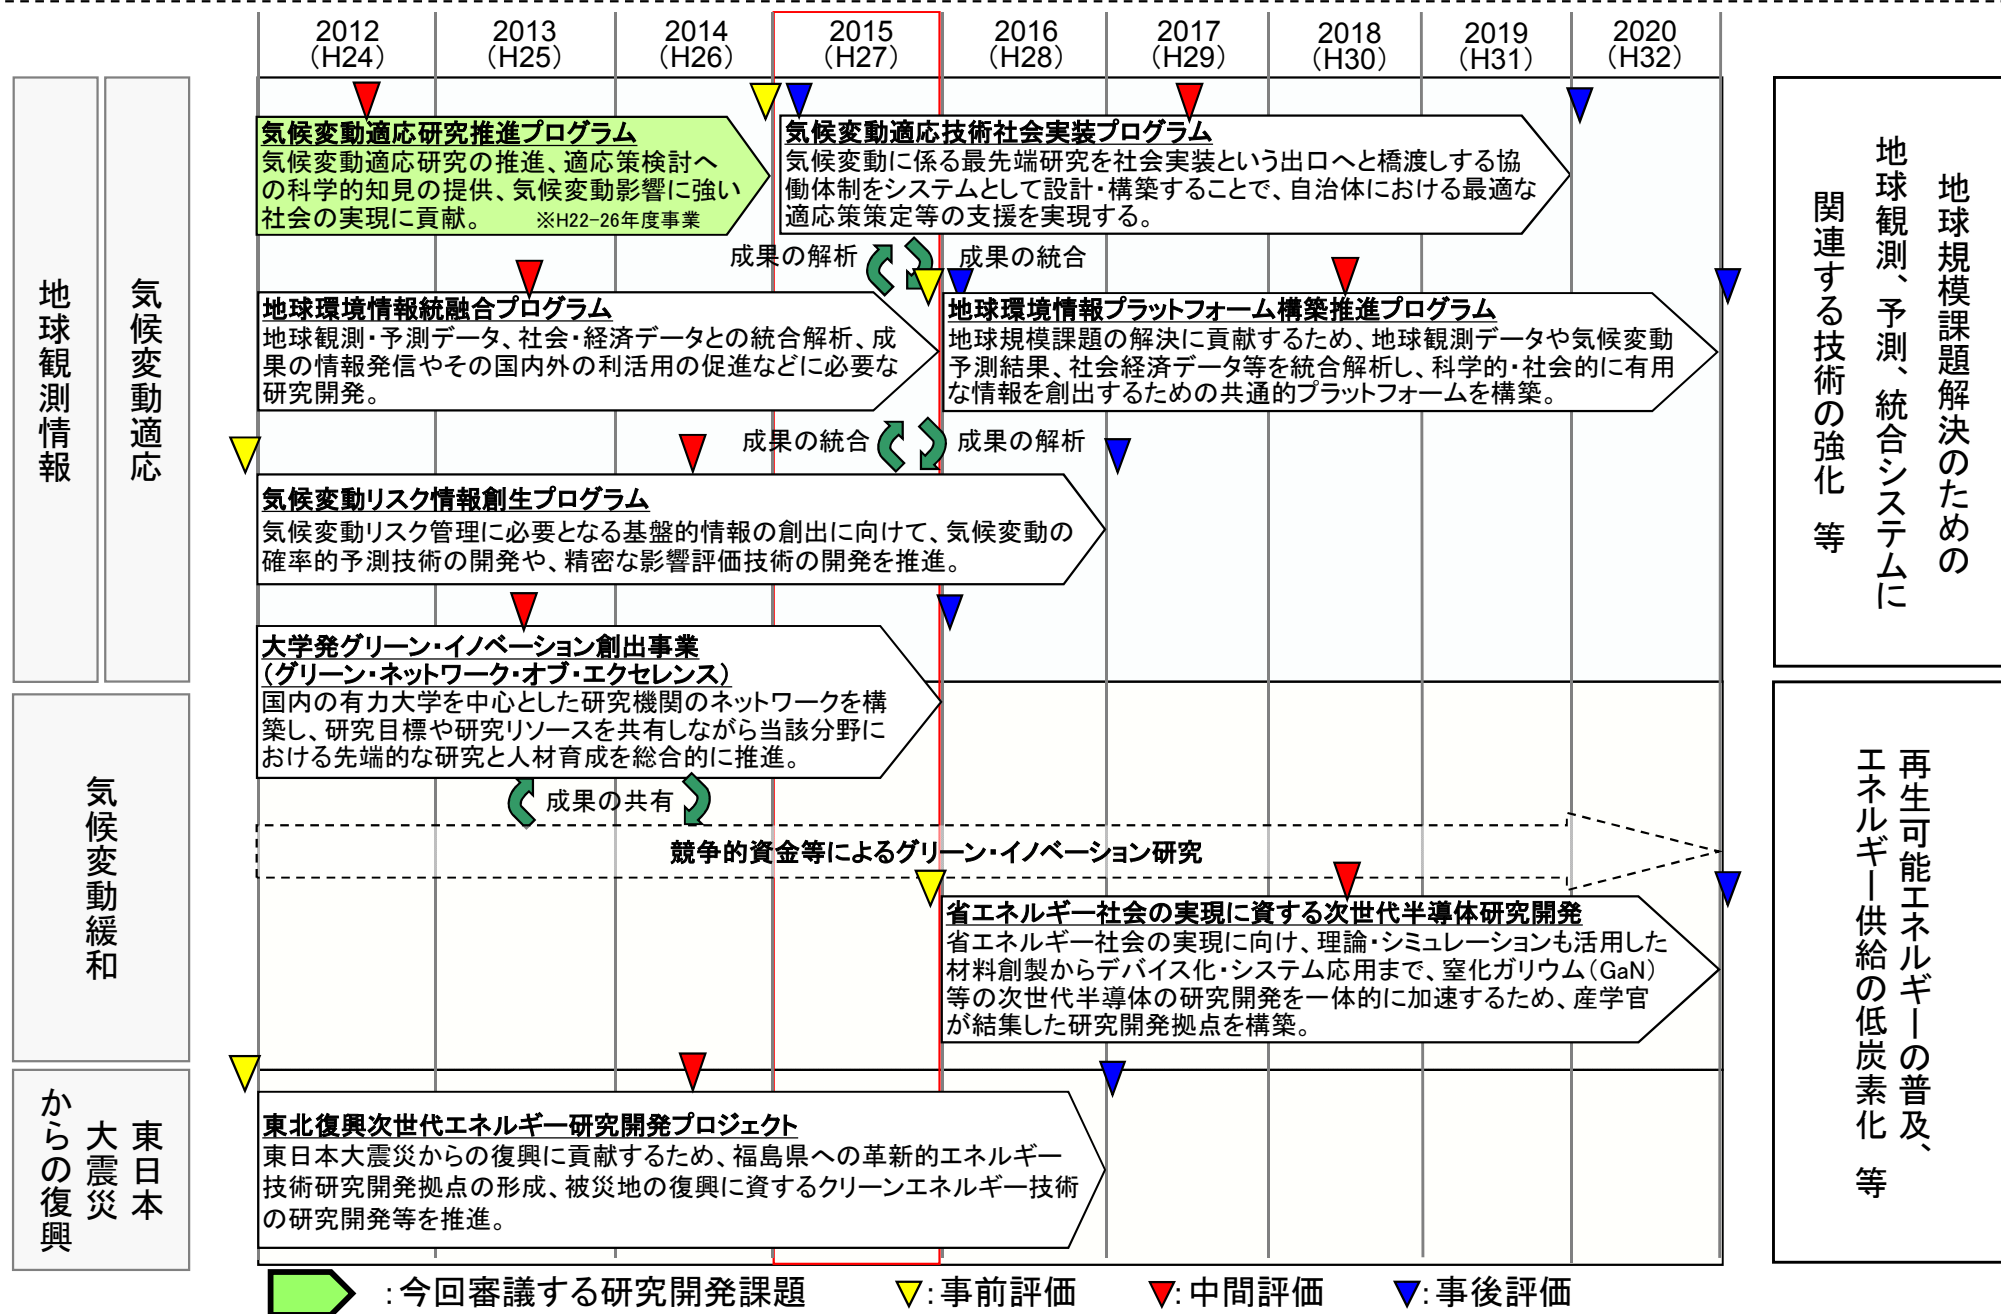 2012
（H24）
2013
（H25）
2014
（H26）
2015
（H27）
2016
（H28）
2017
（H29）
2018
（H30）
2019
（H31）
2020
（H32）
地球観測情報
気候変動適応
気候変動緩和
東日本
大震災
からの復興
気候変動適応研究推進プログラム
気候変動適応研究の推進、適応策検討へ
の科学的知見の提供、気候変動影響に強い
社会の実現に貢献。 ※H22-26年度事業
気候変動適応技術社会実装プログラム
気候変動に係る最先端研究を社会実装という出口へと橋渡しする協
働体制をシステムとして設計・構築することで、自治体における最適な
適応策策定等の支援を実現する。
成果の解析
成果の統合
地球環境情報統融合プログラム
地球観測・予測データ、社会・経済データとの統合解析、成
果の情報発信やその国内外の利活用の促進などに必要な
研究開発。
地球環境情報プラットフォーム構築推進プログラム
地球規模課題の解決に貢献するため、地球観測データや気候変動
予測結果、社会経済データ等を統合解析し、科学的・社会的に有用
な情報を創出するための共通的プラットフォームを構築。
成果の統合
成果の解析
気候変動リスク情報創生プログラム
気候変動リスク管理に必要となる基盤的情報の創出に向けて、気候変動の
確率的予測技術の開発や、精密な影響評価技術の開発を推進。
大学発グリーン・イノベーション創出事業
（グリーン・ネットワーク・オブ・エクセレンス）
国内の有力大学を中心とした研究機関のネットワークを構
築し、研究目標や研究リソースを共有しながら当該分野に
おける先端的な研究と人材育成を総合的に推進。
成果の共有
競争的資金等によるグリーン・イノベーション研究
省エネルギー社会の実現に資する次世代半導体研究開発
省エネルギー社会の実現に向け、理論・シミュレーションも活用した
材料創製からデバイス化・システム応用まで、窒化ガリウム（GaN）
等の次世代半導体の研究開発を一体的に加速するため、産学官
が結集した研究開発拠点を構築。
東北復興次世代エネルギー研究開発プロジェクト
東日本大震災からの復興に貢献するため、福島県への革新的エネルギー
技術研究開発拠点の形成、被災地の復興に資するクリーンエネルギー技術
の研究開発等を推進。
地球規模課題解決のための
地球観測、予測、統合システムに
関連する技術の強化 等
再生可能エネルギーの普及、
エネルギー供給の低炭素化 等
：今回審議する研究開発課題
：事前評価
：中間評価
：事後評価